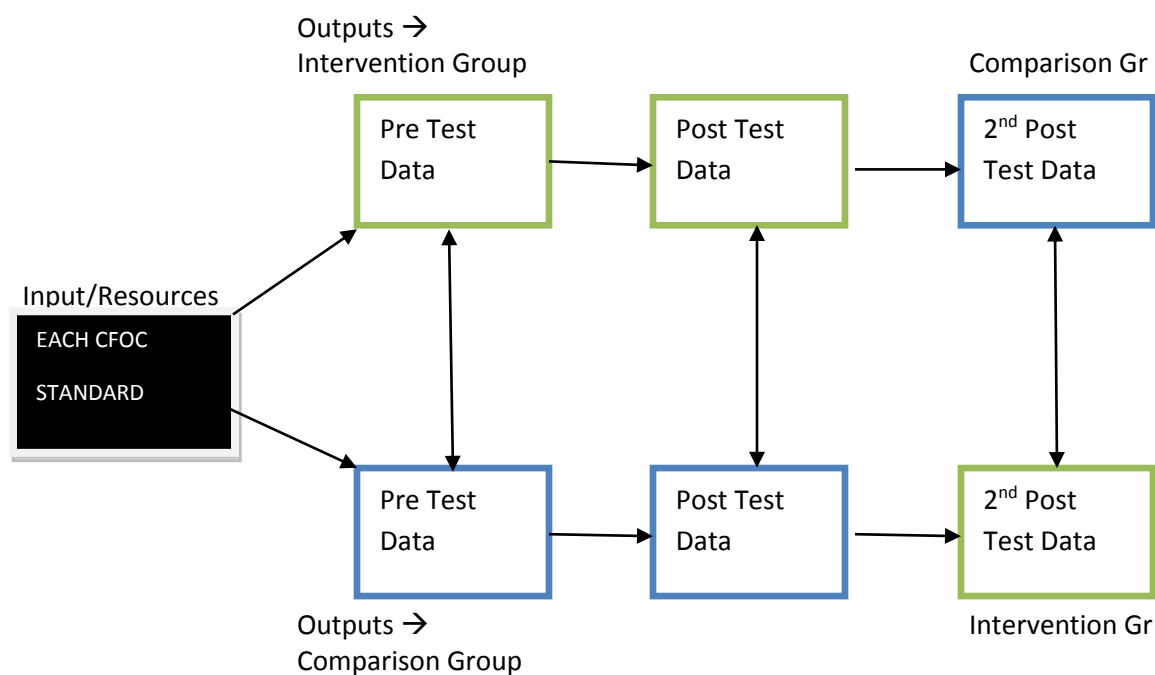 Outputs →
Intervention Group
Comparison Gr
Pre Test
Data
Post Test
Data
2nd Post
Test Data
Input/Resources
EACH CFOC
STANDARD
Pre Test
Data
Post Test
Data
2nd Post
Test Data
Outputs →
Comparison Group
Intervention Gr